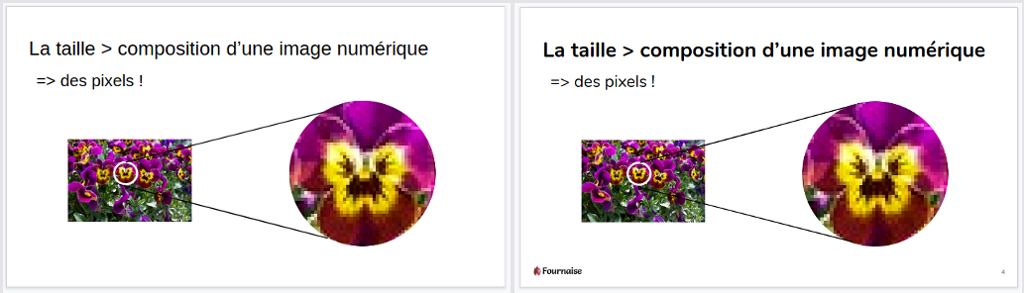 La taille > composition d’une image numérique
=> des pixels !
La taille > composition d’une image numérique
=> des pixels !
Fournaise
4